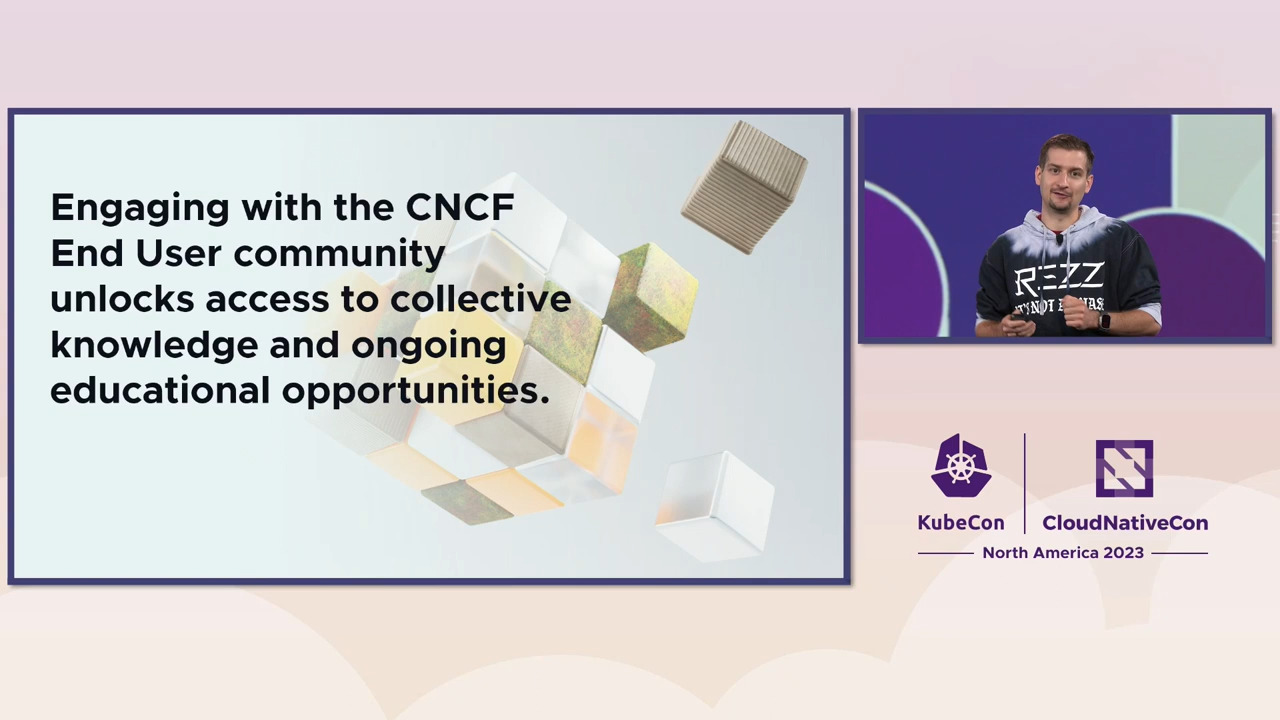 Engaging with the CNCF
End User community
unlocks access to collective
knowledge and ongoing
educational opportunities.
REZZ
KubeCon
CloudNativeCon
North America 2023